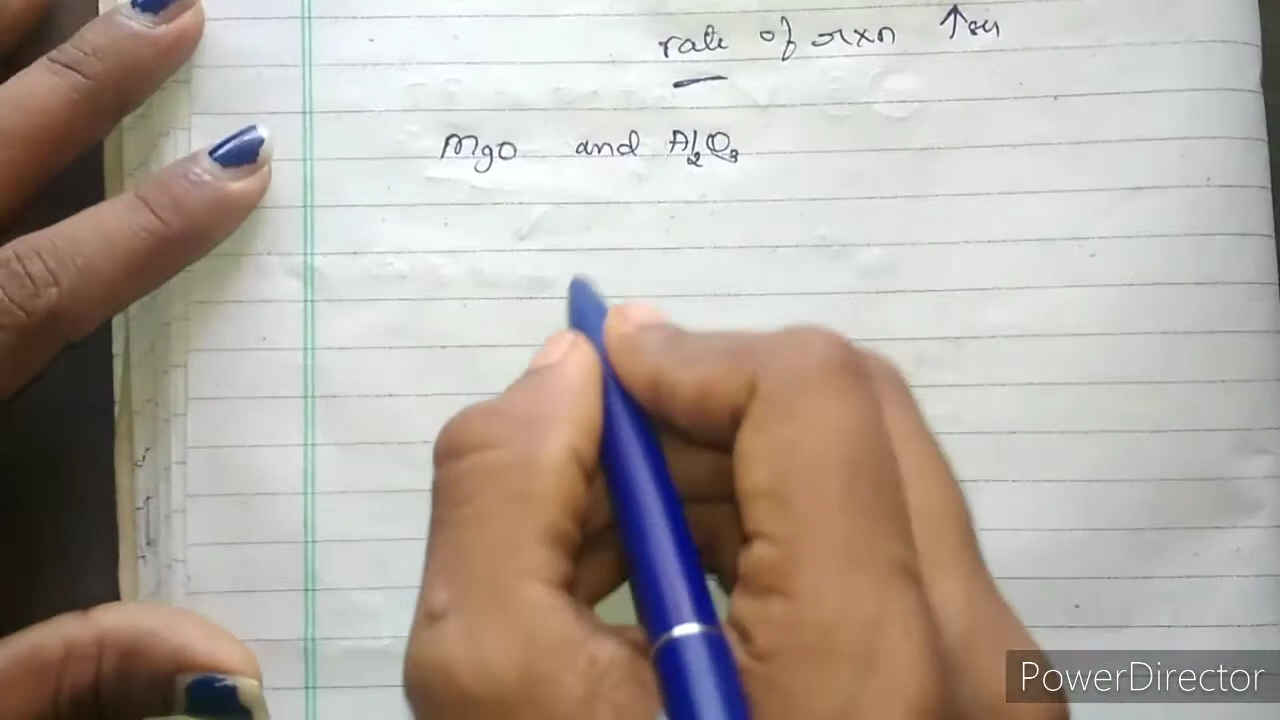 rate of rxn ↑ses
MgO and Al₂O₃
PowerDirector